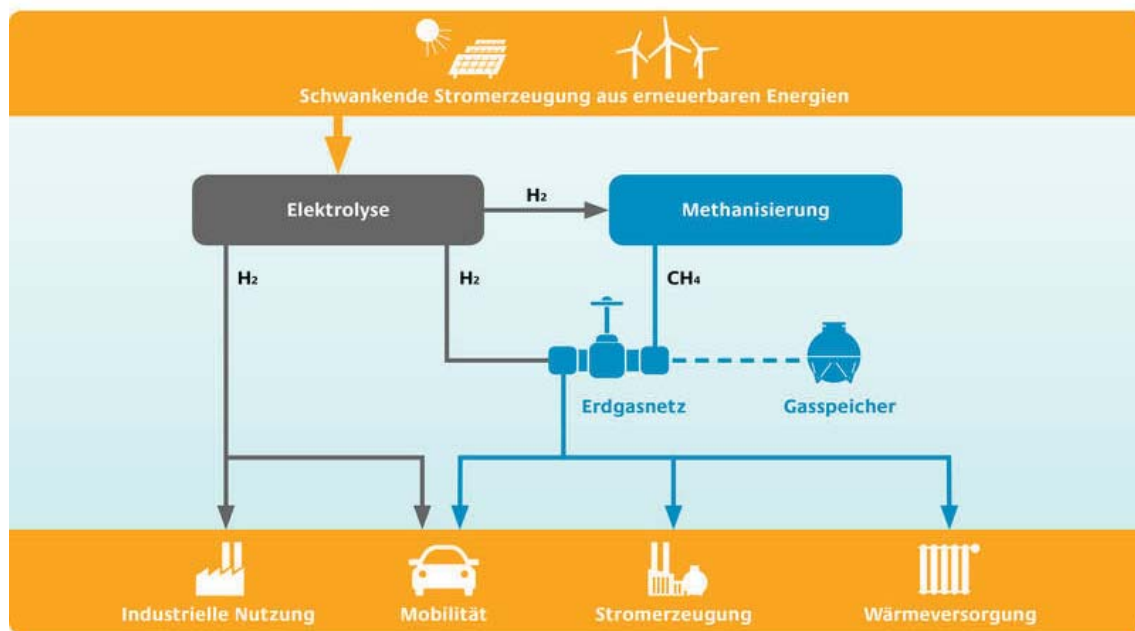 Schwankende Stromerzeugung aus erneuerbaren Energien
Elektrolyse
H₂
Methanisierung
H₂
H₂
CH₄
Erdgasnetz
Gasspeicher
Industrielle Nutzung
Mobilität
Stromerzeugung
Wärmeversorgung